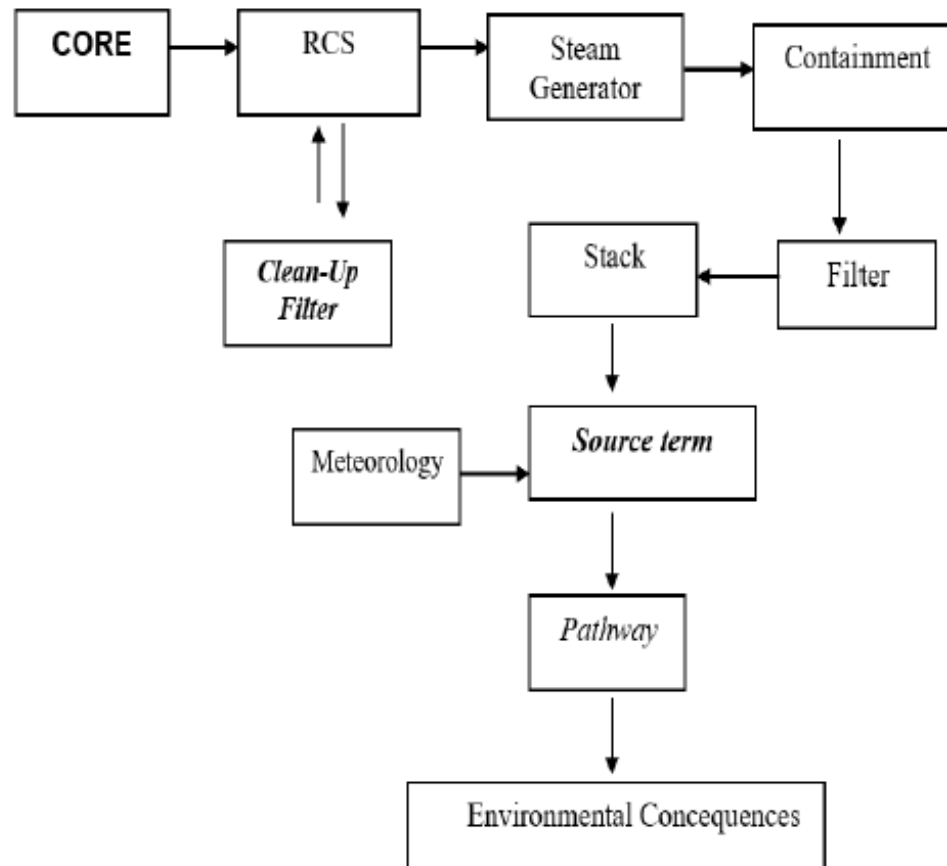 CORE
RCS
Steam
Generator
Containment
Clean-Up
Filter
Stack
Filter
Meteorology
Source term
Pathway
Environmental Concequences